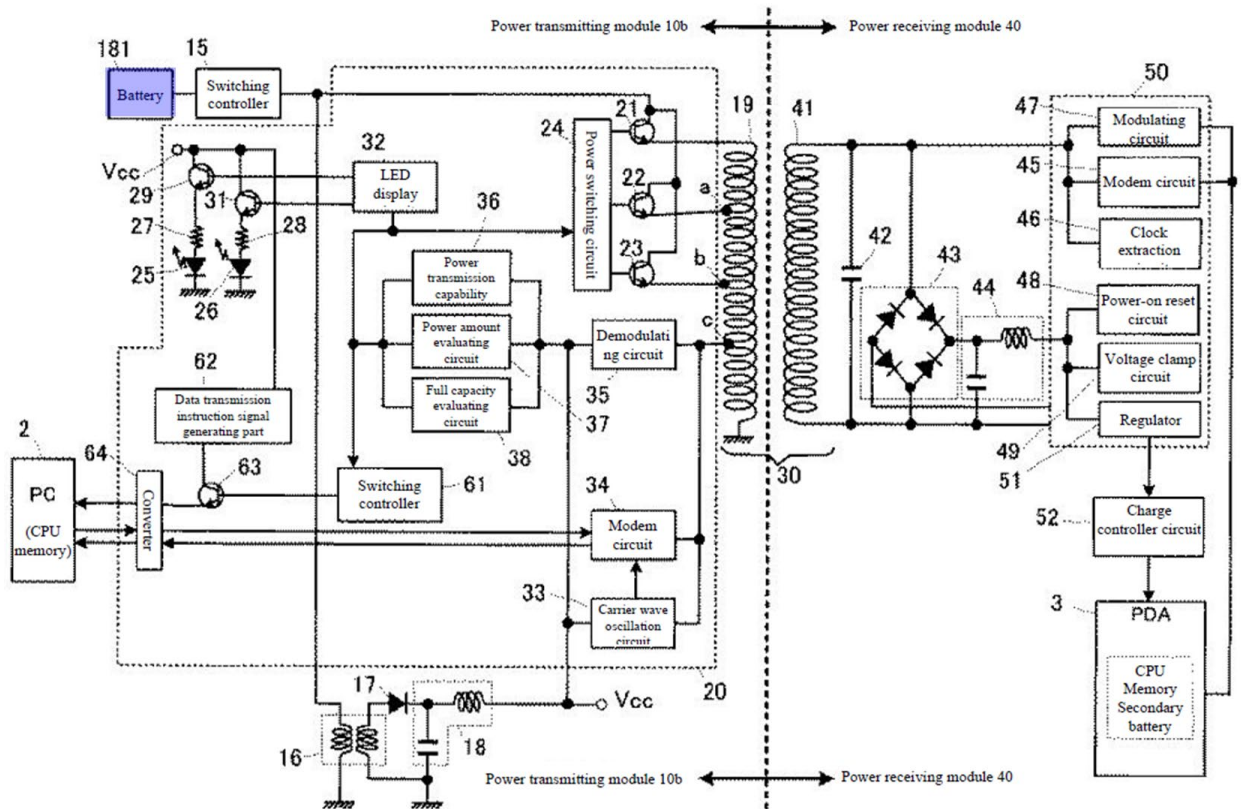 Power transmitting module 10b
Power receiving module 40
181
Battery
15
Switching
controller
Vcc
29
31
27
28
25
26
32
LED
display
24
Power switching circuit
21
22
23
19
a
b
c
41
30
36
Power
transmission
capability
Power amount
evaluating
circuit
37
Full capacity
evaluating
circuit
38
Demodulati
ng circuit
35
62
Data transmission
instruction signal
generating part
2
PC
(CPU
memory)
64
Converter
63
Switching
controller
61
34
Modem
circuit
33
Carrier wave
oscillation
circuit
20
17
16
18
Vcc
42
43
44
50
47
Modulating
circuit
45
Modem circuit
46
Clock
extraction
48
Power-on reset
circuit
Voltage clamp
circuit
49
Regulator
51
52
Charge
controller circuit
3
PDA
CPU
Memory
Secondary
battery
Power transmitting module 10b
Power receiving module 40